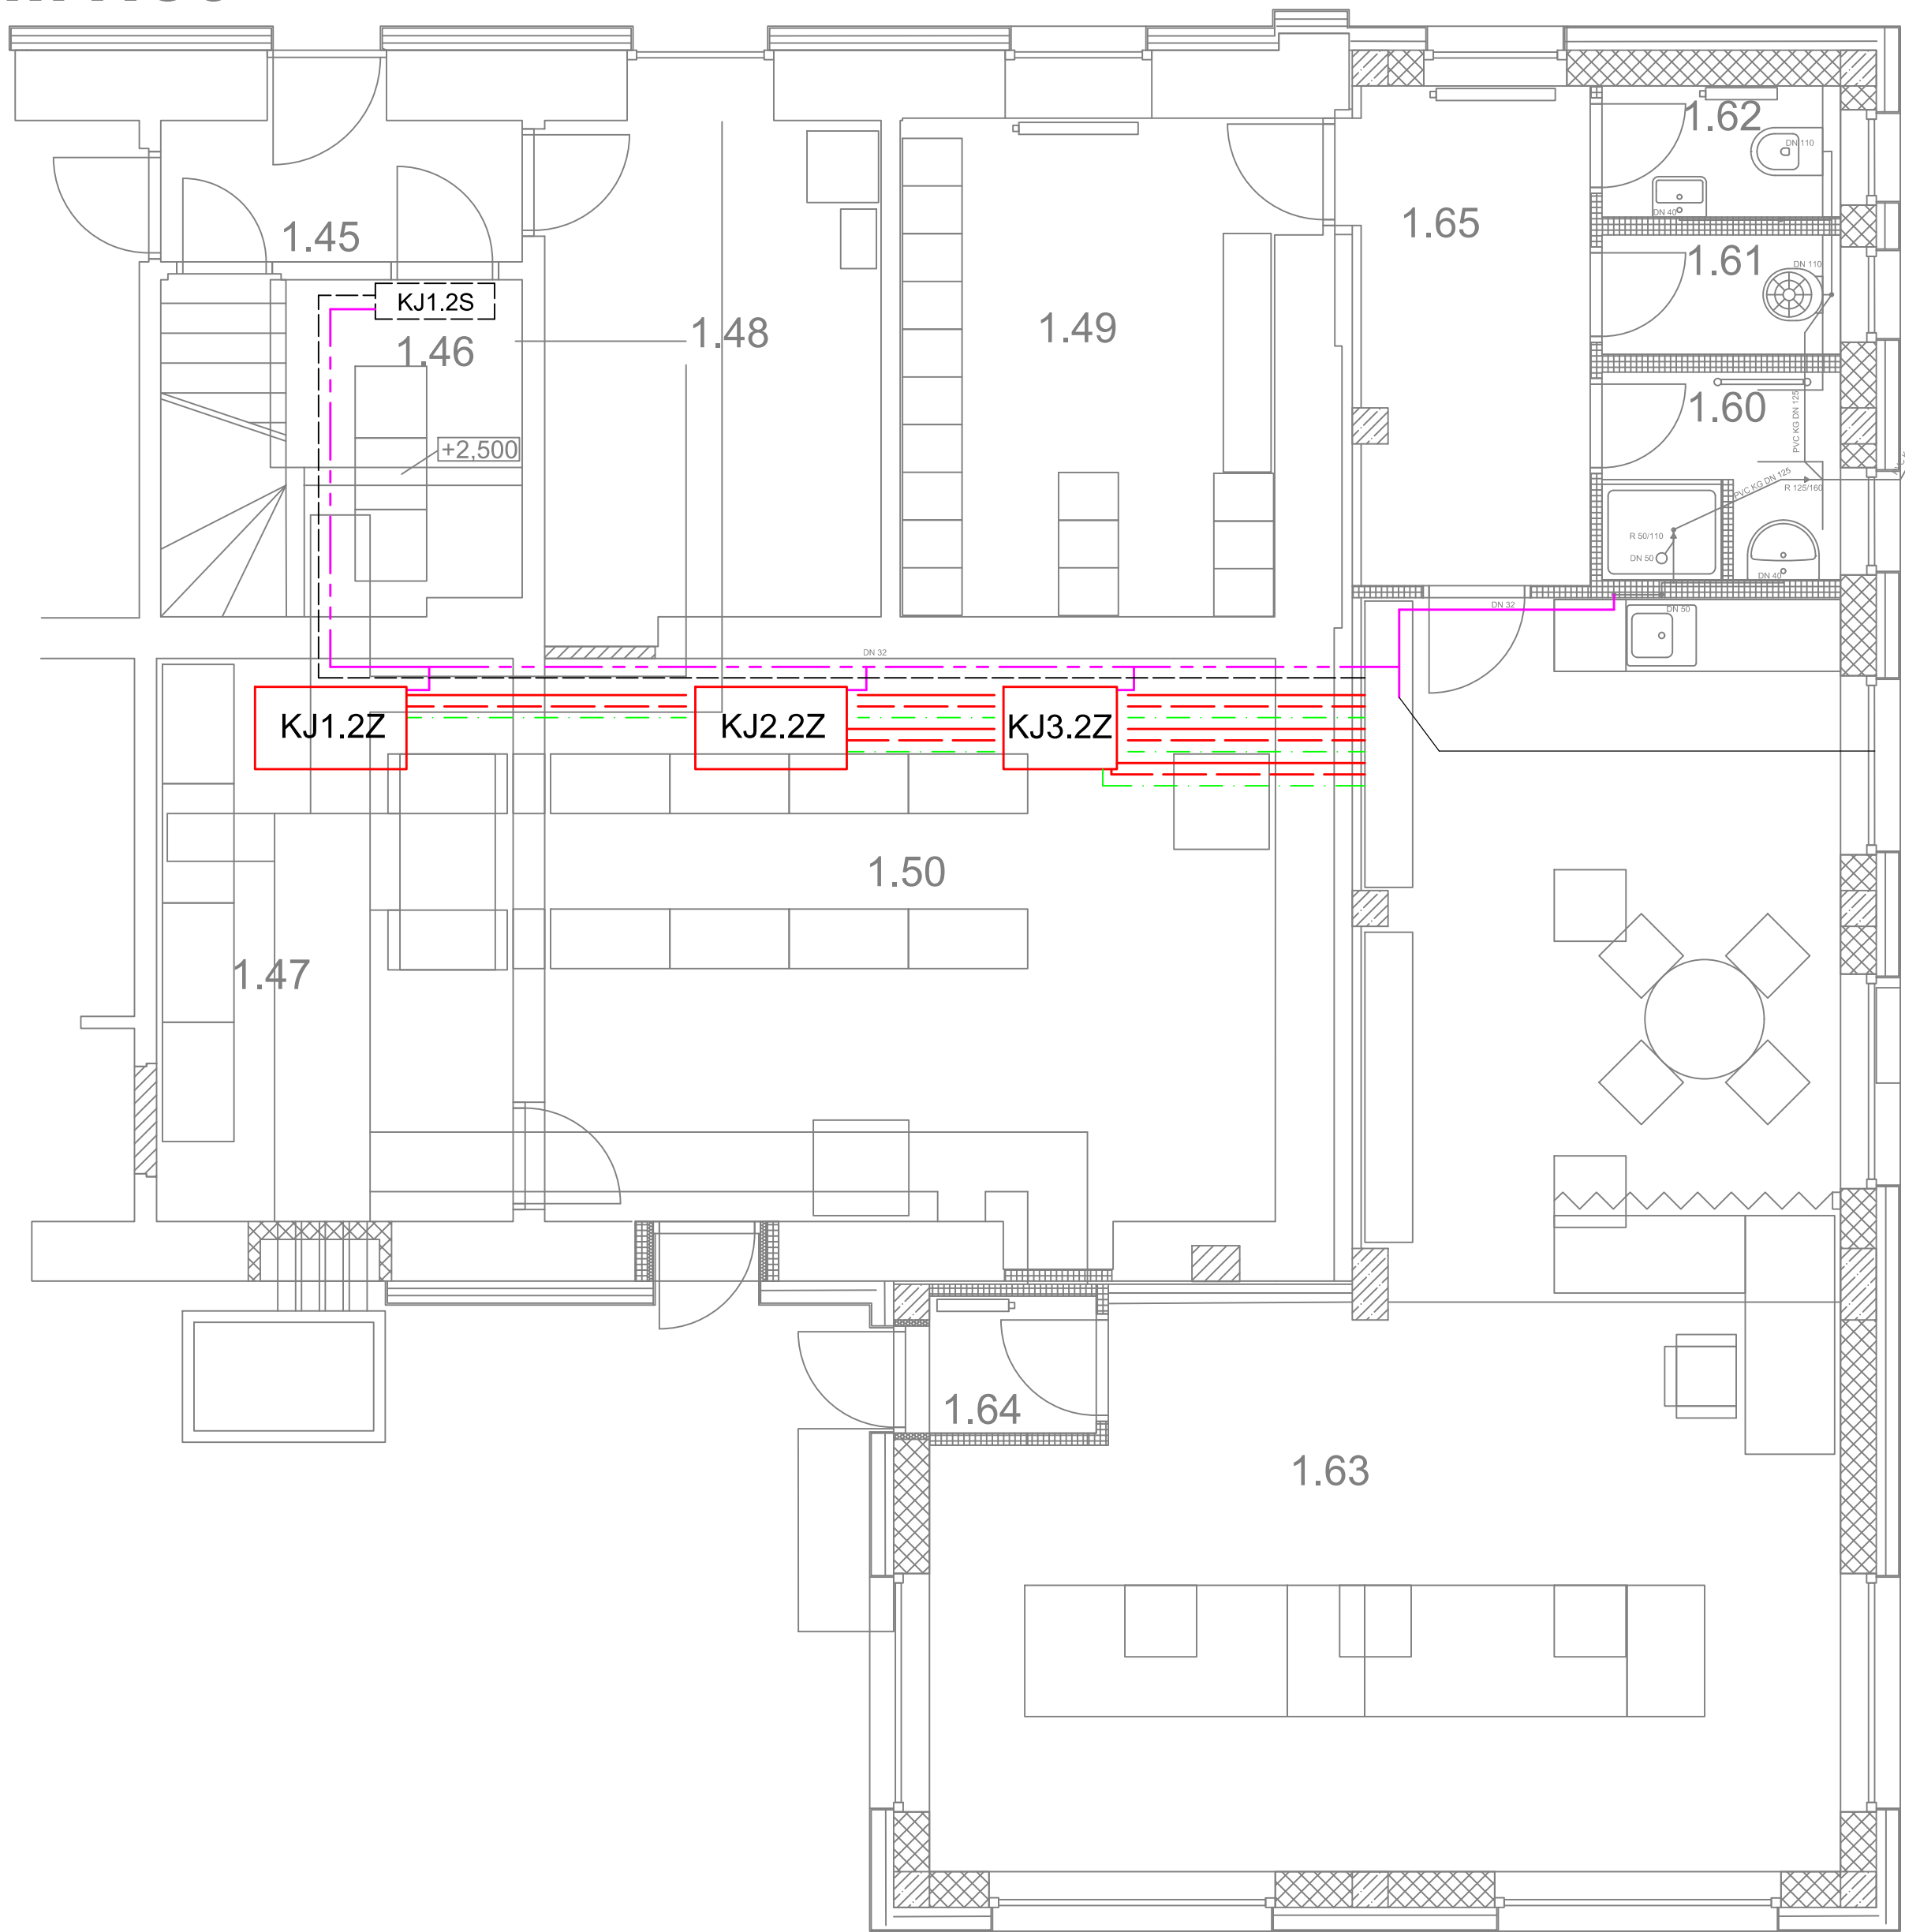 1.62
DN 110
DN 40
1.45
1.65
1.61
DN 110
KJ1.2S
1.46
1.48
1.49
1.60
PVC KG DN 125
+2,500
PVC KG DN 125
R 125/160
R 50/110
DN 50
DN 40
DN 32
DN 50
DN 32
KJ1.2Z
KJ2.2Z
KJ3.2Z
1.50
1.47
1.64
1.63